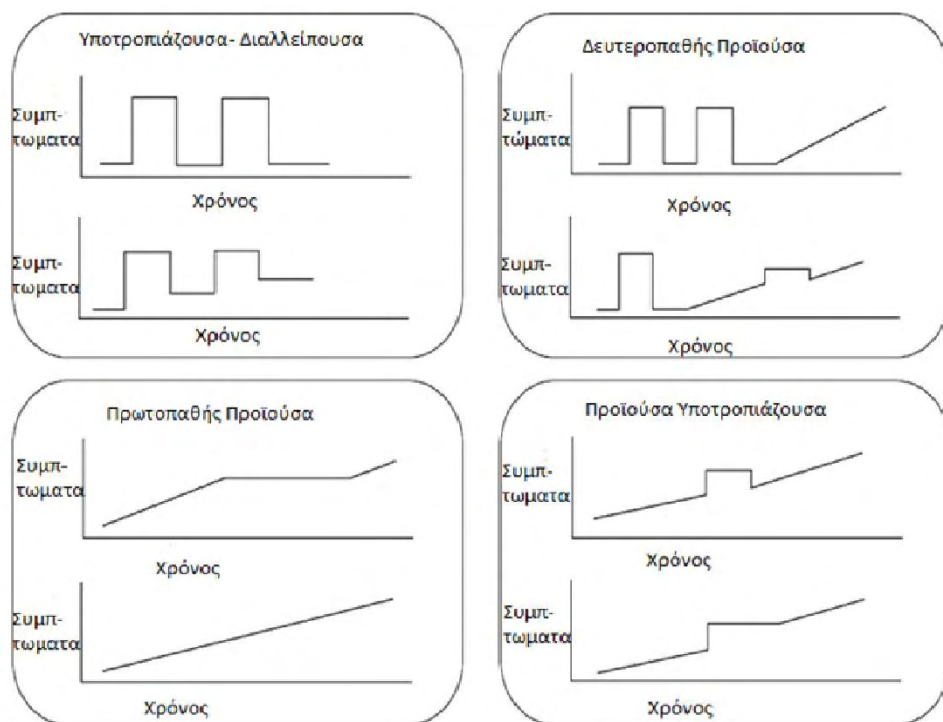 Υποτροπιάζουσα- Διαλλείπουσα
Συμπ-
τωματα
Χρόνος
Συμπ-
τωματα
Χρόνος
Δευτεροπαθής Προϊούσα
Συμπ-
τώματα
Χρόνος
Συμπ-
τωματα
Χρόνος
Πρωτοπαθής Προϊούσα
Συμπ-
τωματα
Χρόνος
Συμπ-
τωματα
Χρόνος
Προϊούσα Υποτροπιάζουσα
Συμπ-
τωματα
Χρόνος
Συμπ-
τωματα
Χρόνος